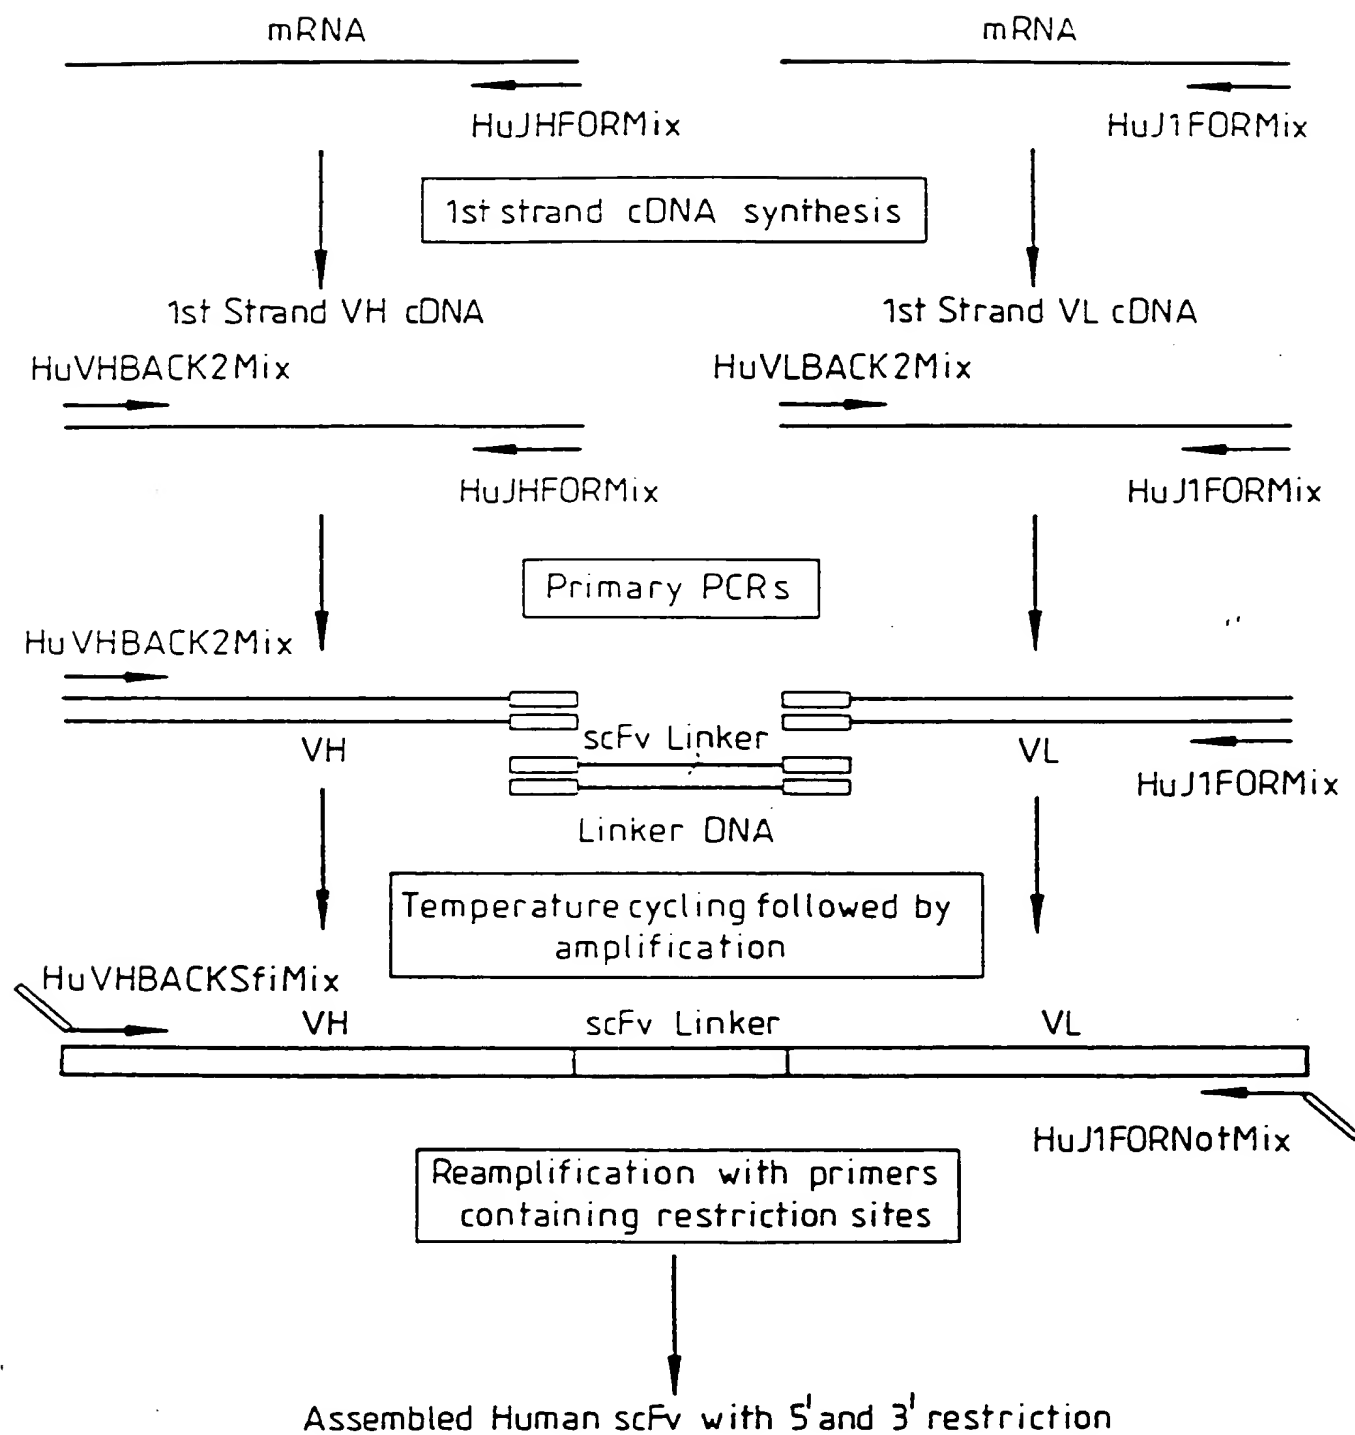 mRNA
mRNA
HuJHFORMix
HuJ1FORMix
1st strand cDNA synthesis
1st Strand VH cDNA
1st Strand VL cDNA
HuVHBACK2Mix
HuVLBACK2Mix
HuJHFORMix
HuJ1FORMix
Primary PCRs
HuVHBACK2Mix
VH
scFv Linker
VL
HuJ1FORMix
Linker DNA
Temperature cycling followed by
amplification
HuVHBACKSfiMix
VH
scFv Linker
VL
HuJ1FORNotMix
Reamplification with primers
containing restriction sites
Assembled Human scFv with 5' and 3' restriction